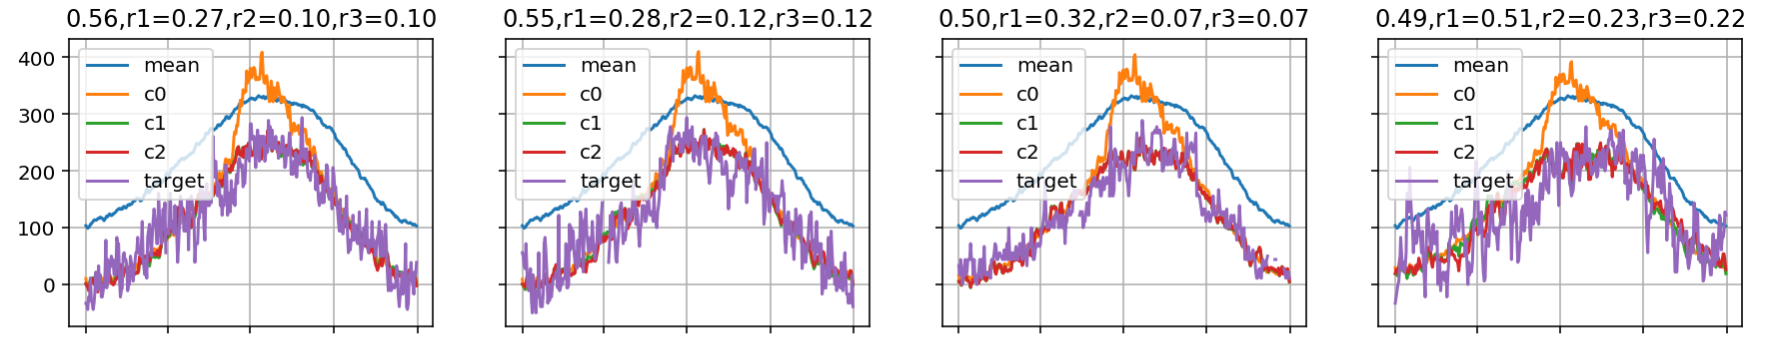 0.56,r1=0.27,r2=0.10,r3=0.10
0.55,r1=0.28,r2=0.12,r3=0.12
0.50,r1=0.32,r2=0.07,r3=0.07
0.49,r1=0.51,r2=0.23,r3=0.22
400
300
200
100
0
mean
c0
c1
c2
target
mean
c0
c1
c2
target
mean
c0
c1
c2
target
mean
c0
c1
c2
target